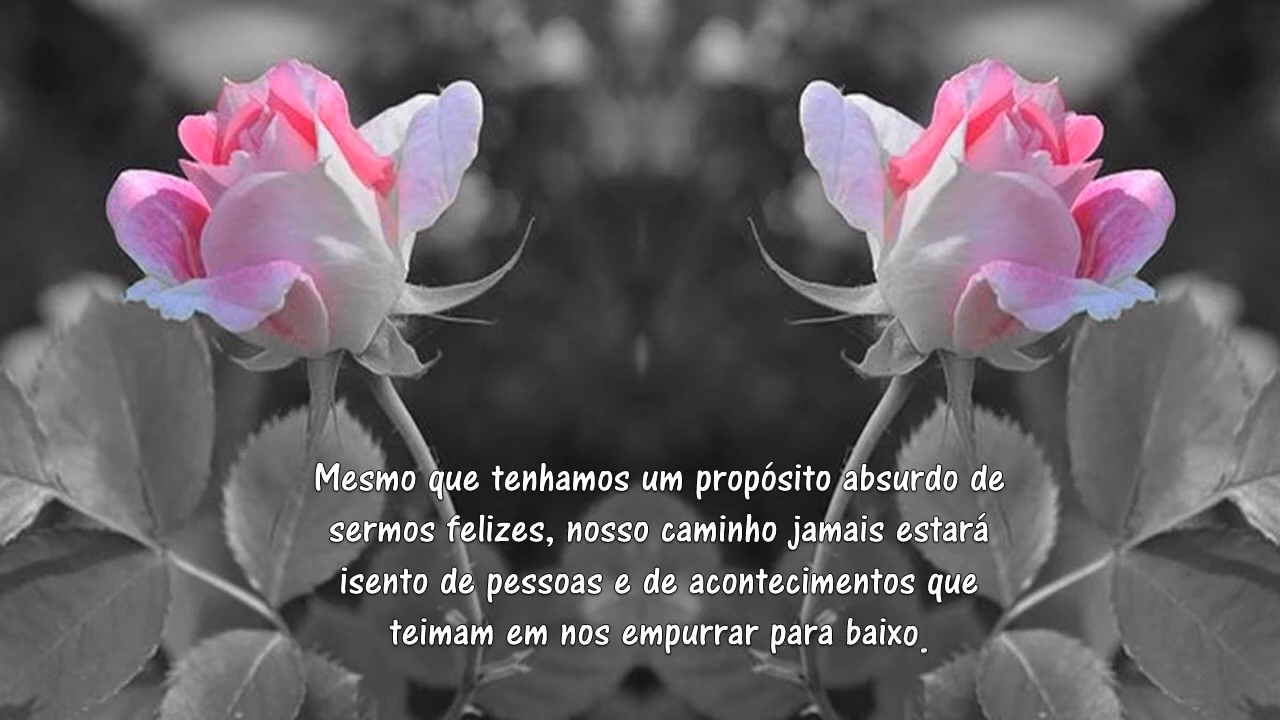 Mesmo que tenhamos um propósito absurdo de
sermos felizes, nosso caminho jamais estará
isento de pessoas e de acontecimentos que
teimam em nos empurrar para baixo.